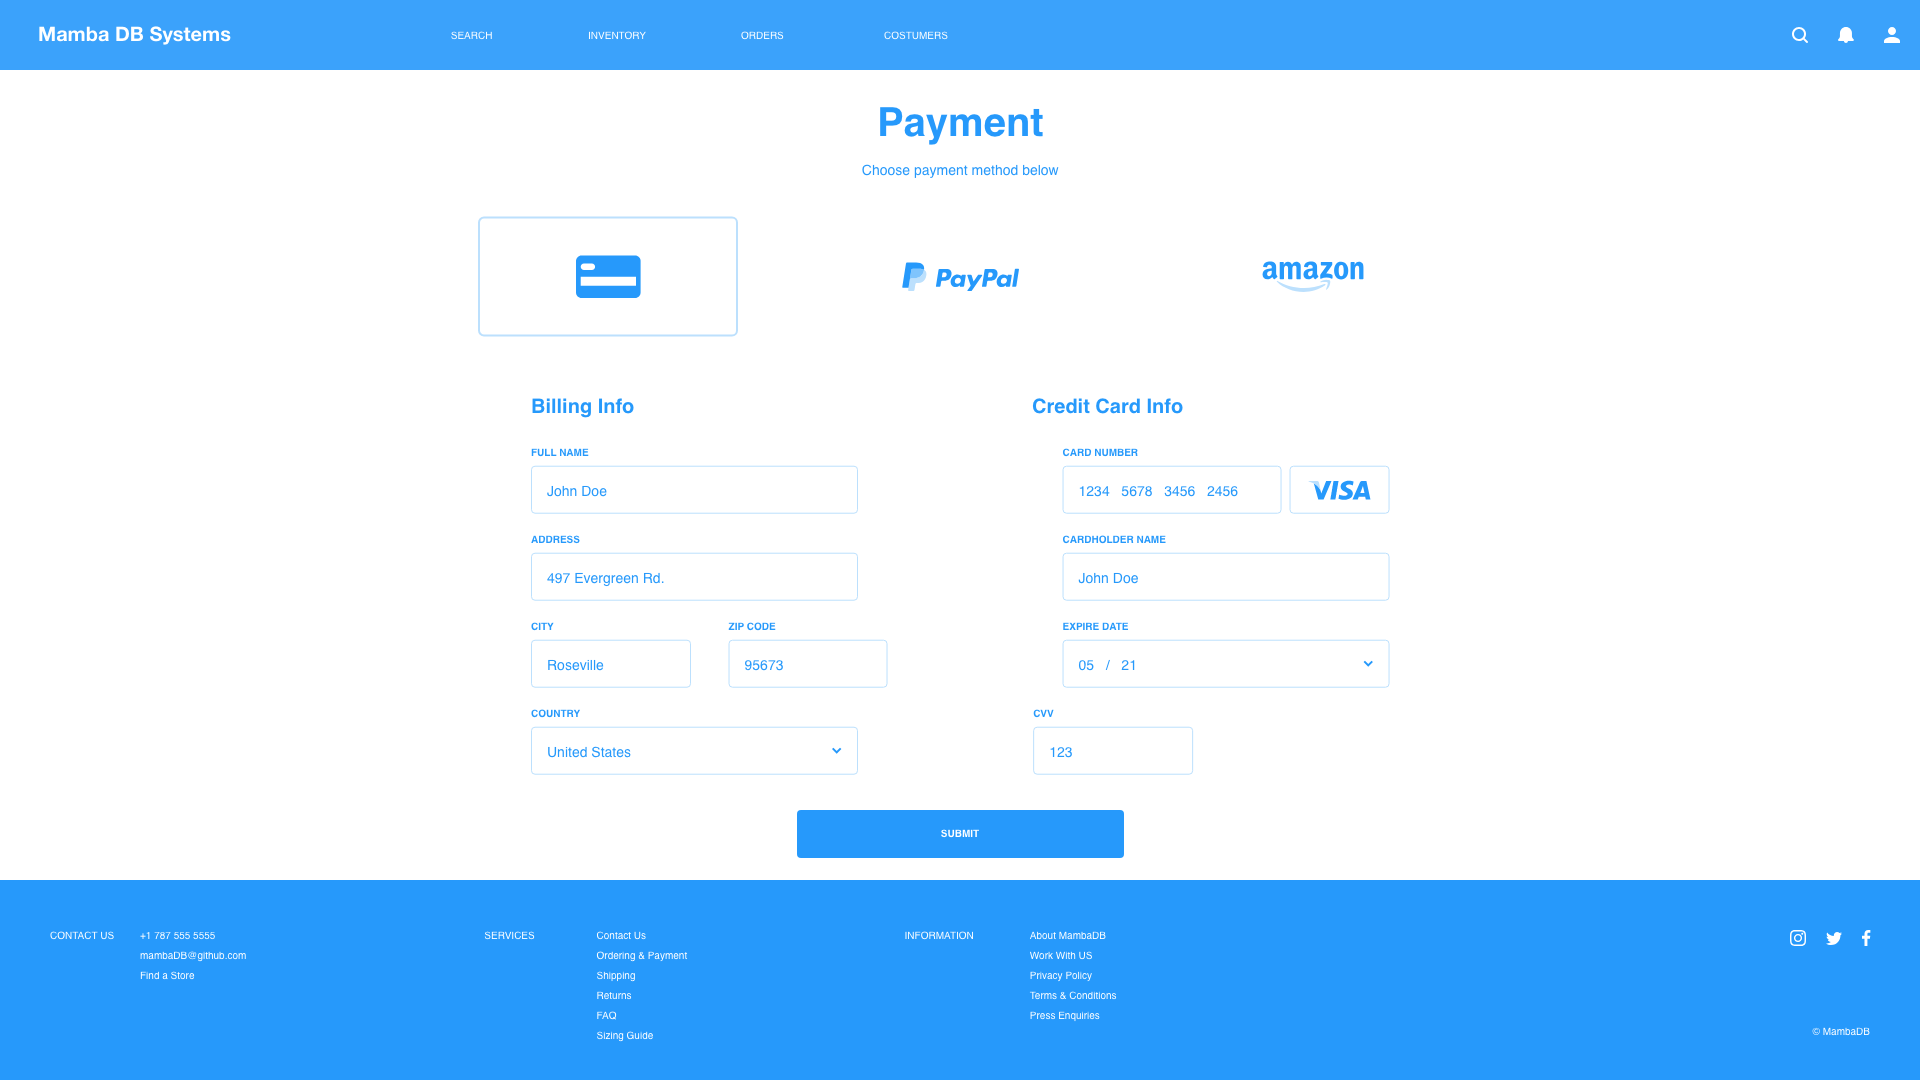 Mamba DB Systems
SEARCH
INVENTORY
ORDERS
COSTUMERS
Payment
Choose payment method below
PayPal
amazon
Billing Info
FULL NAME
John Doe
ADDRESS
497 Evergreen Rd.
CITY
ZIP CODE
Roseville
95673
COUNTRY
United States
Credit Card Info
CARD NUMBER
1234 5678 3456 2456
VISA
CARDHOLDER NAME
John Doe
EXPIRE DATE
05 / 21
CVV
123
SUBMIT
CONTACT US
+1 787 555 5555
mambaDB@github.com
Find a Store
SERVICES
Contact Us
Ordering & Payment
Shipping
Returns
FAQ
Sizing Guide
INFORMATION
About MambaDB
Work With US
Privacy Policy
Terms & Conditions
Press Enquiries
© MambaDB